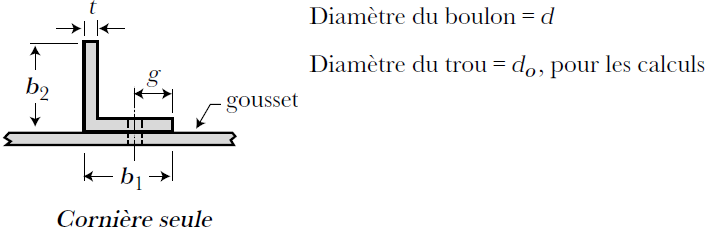 t
Diamètre du boulon = d
Diamètre du trou = do, pour les calculs
b2
g
gousset
b1
Cornière seule